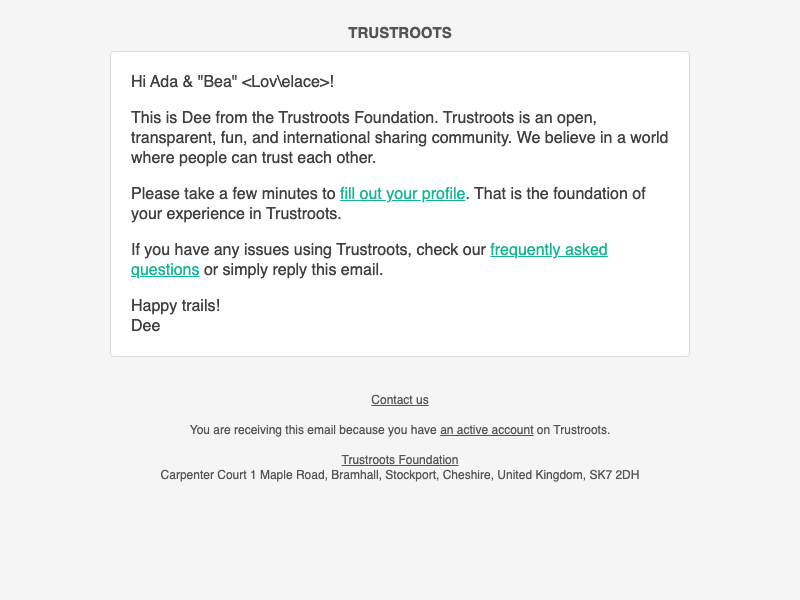 TRUSTROOTS
Hi Ada & "Bea" <Lov\elace>!
This is Dee from the Trustroots Foundation. Trustroots is an open,
transparent, fun, and international sharing community. We believe in a world
where people can trust each other.
Please take a few minutes to fill out your profile. That is the foundation of
your experience in Trustroots.
If you have any issues using Trustroots, check our frequently asked
questions or simply reply this email.
Happy trails!
Dee
Contact us
You are receiving this email because you have an active account on Trustroots.
Trustroots Foundation
Carpenter Court 1 Maple Road, Bramhall, Stockport, Cheshire, United Kingdom, SK7 2DH